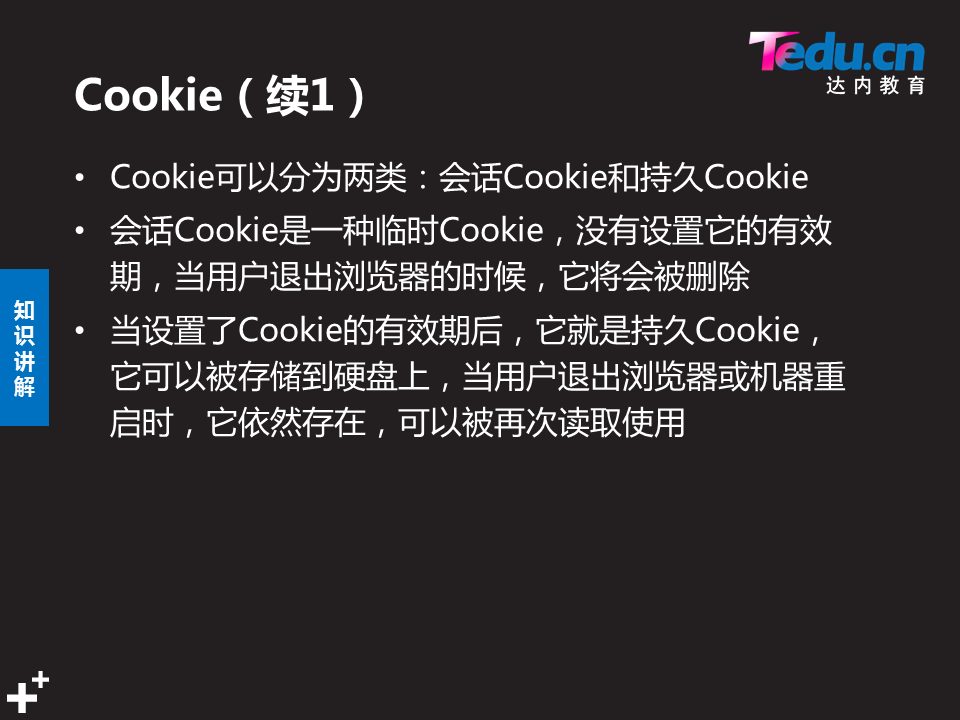 Tedu.cn
达内教育
Cookie（续1）
• Cookie可以分为两类：会话Cookie和持久Cookie
• 会话Cookie是一种临时Cookie，没有设置它的有效
期，当用户退出浏览器的时候，它将会被删除
• 当设置了Cookie的有效期后，它就是持久Cookie，
它可以被存储到硬盘上，当用户退出浏览器或机器重
启时，它依然存在，可以被再次读取使用
知识讲解